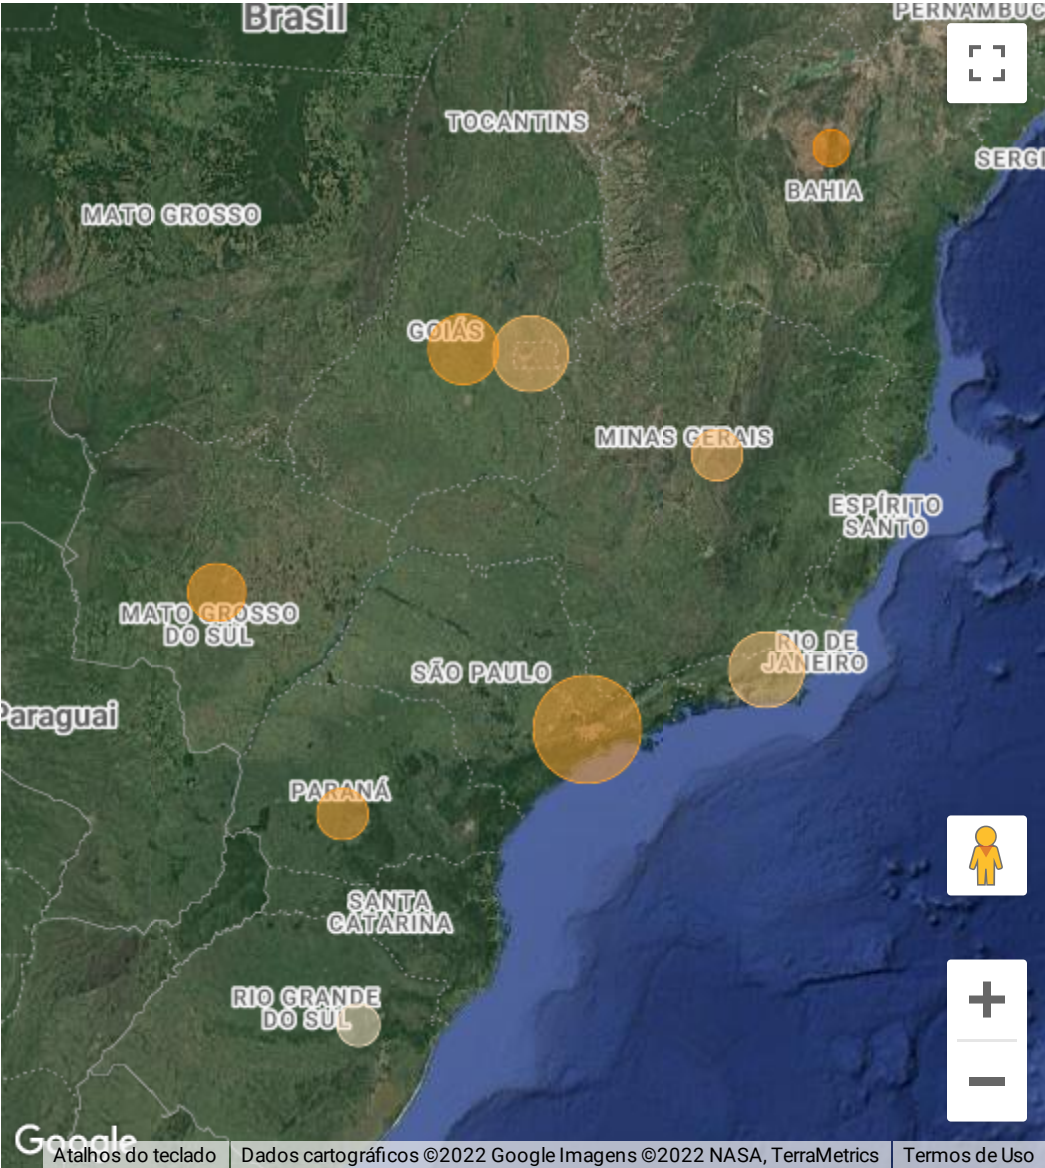 Brasil
PERNAMBUC
TOCANTINS
SERGI
BAHIA
MATO GROSSO
GOIÁS
MINAS GERAIS
ESPÍRITO
SANTO
MATO GROSSO
DO SUL
RIO DE
JANEIRO
SÃO PAULO
Paraguai
PARANÁ
SANTA
CATARINA
RIO GRANDE
DO SUL
Google
Atalhos do teclado
Dados cartográficos ©2022 Google Imagens ©2022 NASA, TerraMetrics
Termos de Uso